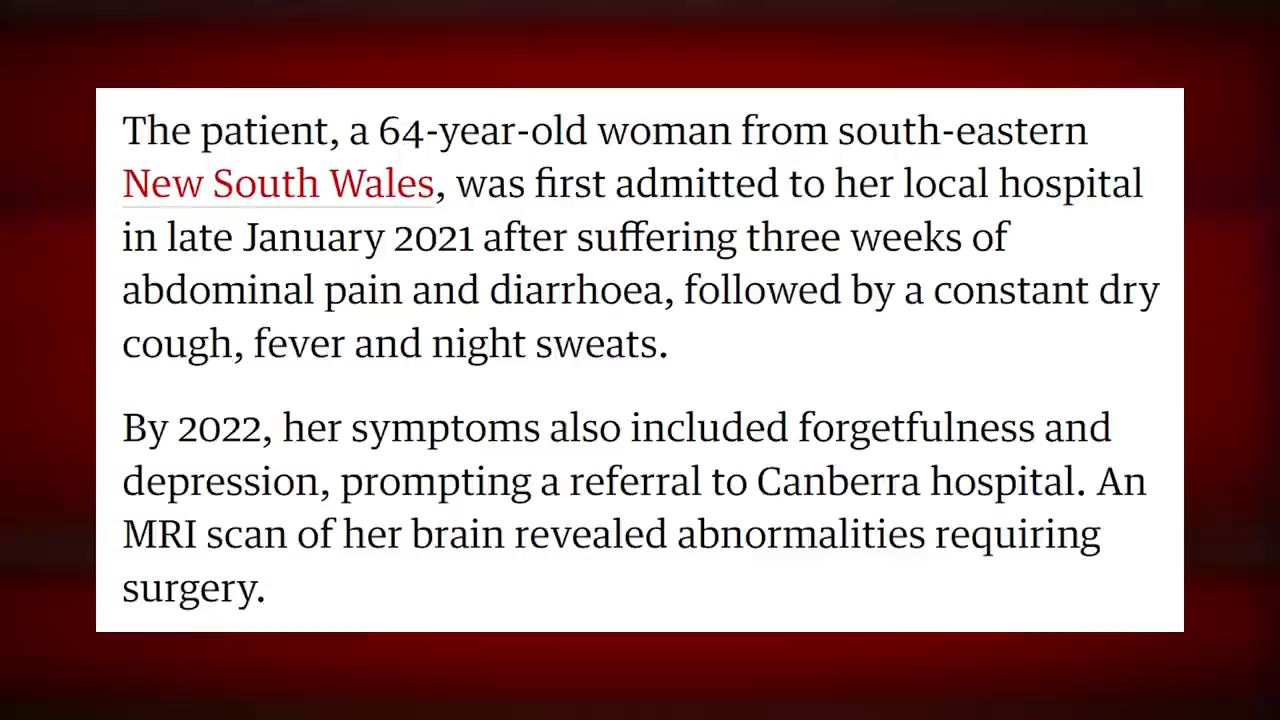 The patient, a 64-year-old woman from south-eastern
New South Wales, was first admitted to her local hospital
in late January 2021 after suffering three weeks of
abdominal pain and diarrhoea, followed by a constant dry
cough, fever and night sweats.
By 2022, her symptoms also included forgetfulness and
depression, prompting a referral to Canberra hospital. An
MRI scan of her brain revealed abnormalities requiring
surgery.